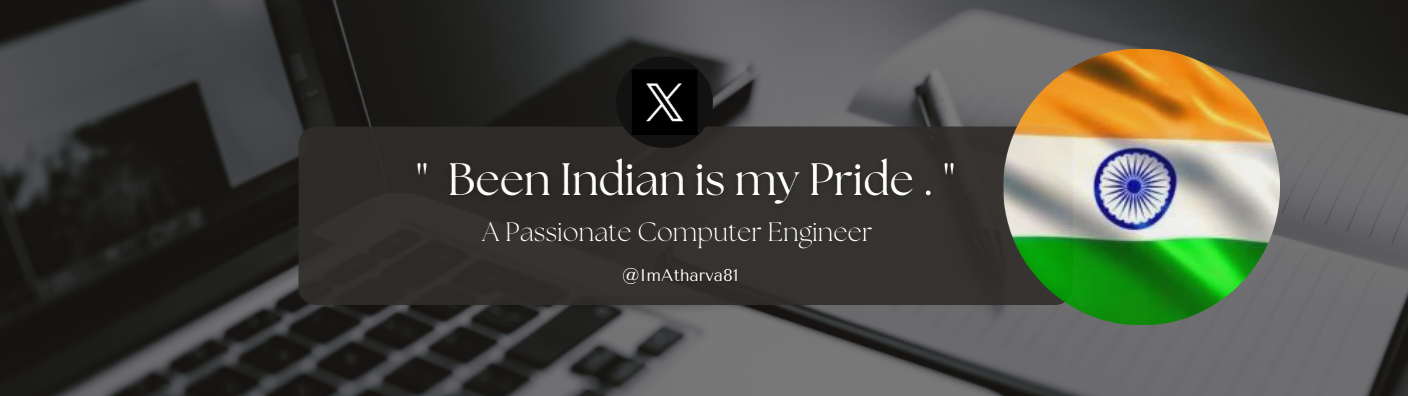 " Been Indian is my Pride . "
A Passionate Computer Engineer
@ImAtharva81